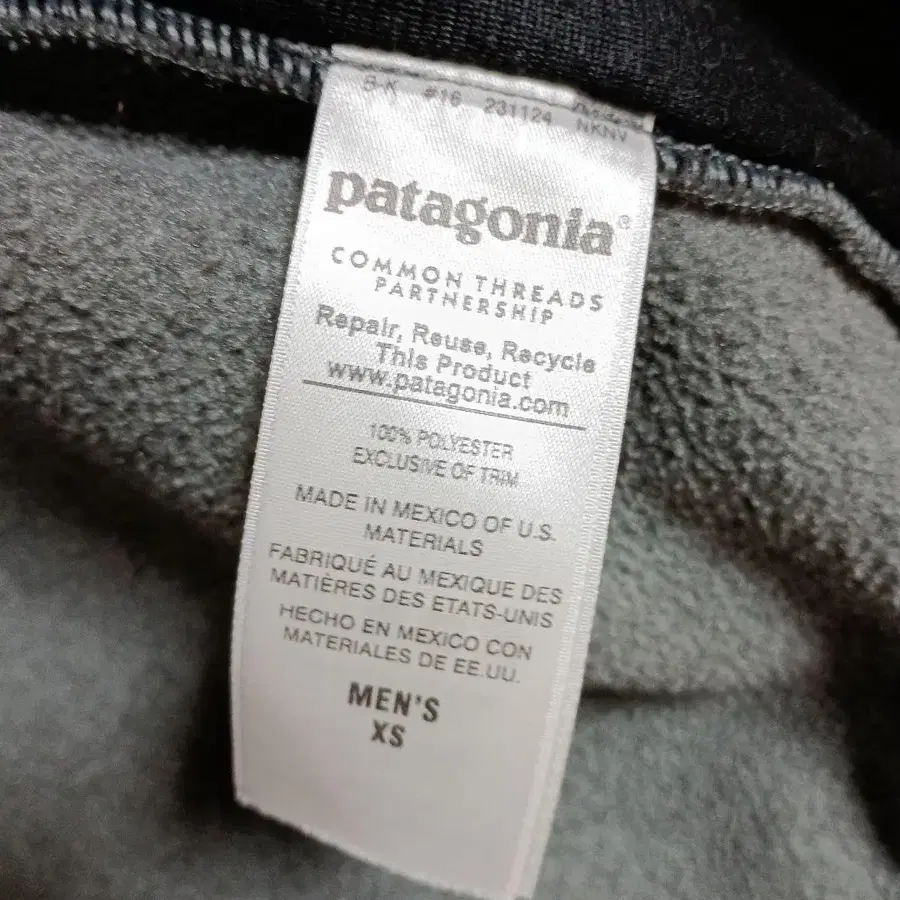 #16 231124
NKNV
patagonia®
COMMON THREADS
PARTNERSHIP
Repair, Reuse, Recycle
This Product
www.patagonia.com
100% POLYESTER
EXCLUSIVE OF TRIM
MADE IN MEXICO OF U.S.
MATERIALS
FABRIQUÉ AU MEXIQUE DES
MATIÈRES DES ETATS-UNIS
HECHO EN MEXICO CON
MATERIALES DE EE.UU.
MEN'S
XS